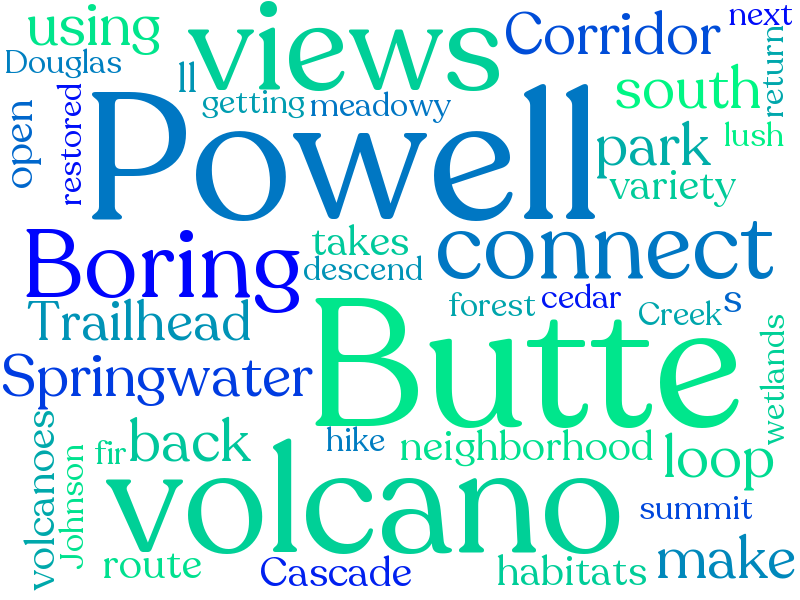 using
views
Corridor
next
Douglas
ll
getting
meadowy
south
return
open
restored
Powell
park
lush
variety
Boring
takes
connect
descend
forest
cedar
Creek
s
Trailhead
Butte
Springwater
wetlands
volcanoes
Johnson
fir
back
hike
neighborhood
loop
volcano
summit
route
Cascade
habitats
make